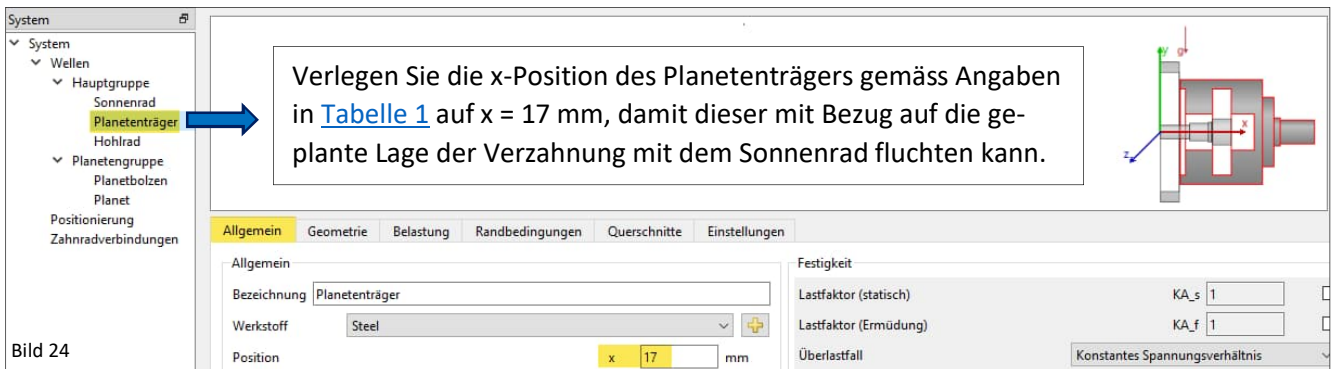 System
System
Wellen
Hauptgruppe
Sonnenrad
Planetenträger
Hohlrad
Planetengruppe
Planetbolzen
Planet
Positionierung
Zahnradverbindungen
Bild 24
Verlegen Sie die x-Position des Planetenträgers gemäss Angaben
in Tabelle 1 auf x = 17 mm, damit dieser mit Bezug auf die ge-
plante Lage der Verzahnung mit dem Sonnenrad fluchten kann.
y g
x
z
Allgemein Geometrie Belastung Randbedingungen Querschnitte Einstellungen
Allgemein
Bezeichnung Planetenträger
Werkstoff Steel
Position x 17 mm
Festigkeit
Lastfaktor (statisch) KA_s 1
Lastfaktor (Ermüdung) KA_f 1
Überlastfall Konstantes Spannungsverhältnis